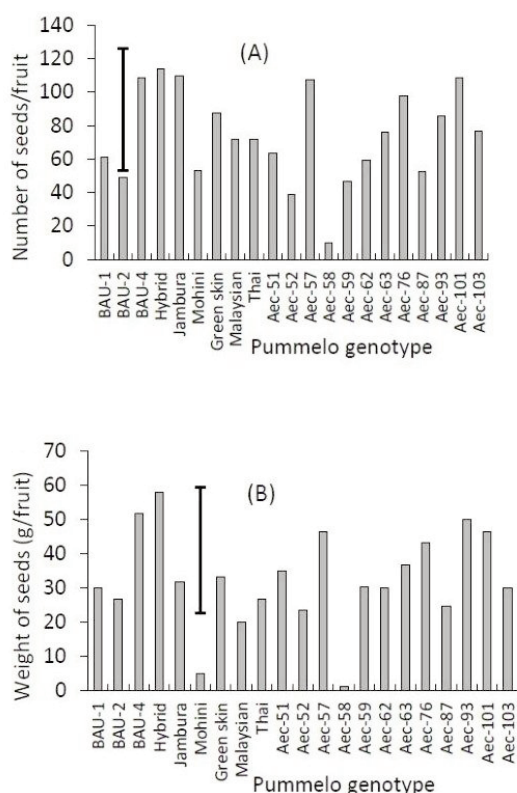 (A)
Number of seeds/fruit
140
120
100
80
60
40
20
0
BAU-1
BAU-2
BAU-4
Hybrid
Jambura
Mohini
Green skin
Malaysian
Thai
Aec-51
Aec-52
Aec-57
Aec-58
Aec-59
Aec-62
Aec-63
Aec-76
Aec-87
Aec-93
Aec-101
Aec-103
Pummelo genotype
(B)
Weight of seeds (g/fruit)
70
60
50
40
30
20
10
0
BAU-1
BAU-2
BAU-4
Hybrid
Jambura
Mohini
Green skin
Malaysian
Thai
Aec-51
Aec-52
Aec-57
Aec-58
Aec-59
Aec-62
Aec-63
Aec-76
Aec-87
Aec-93
Aec-101
Aec-103
Pummelo genotype